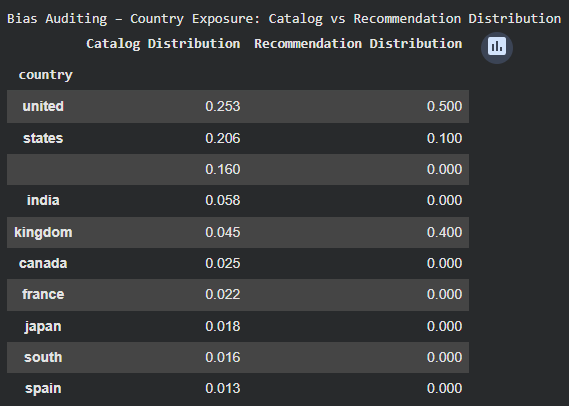 Bias Auditing – Country Exposure: Catalog vs Recommendation Distribution
Catalog Distribution Recommendation Distribution
country
united 0.253 0.500
states 0.206 0.100
0.160 0.000
india 0.058 0.000
kingdom 0.045 0.400
canada 0.025 0.000
france 0.022 0.000
japan 0.018 0.000
south 0.016 0.000
spain 0.013 0.000